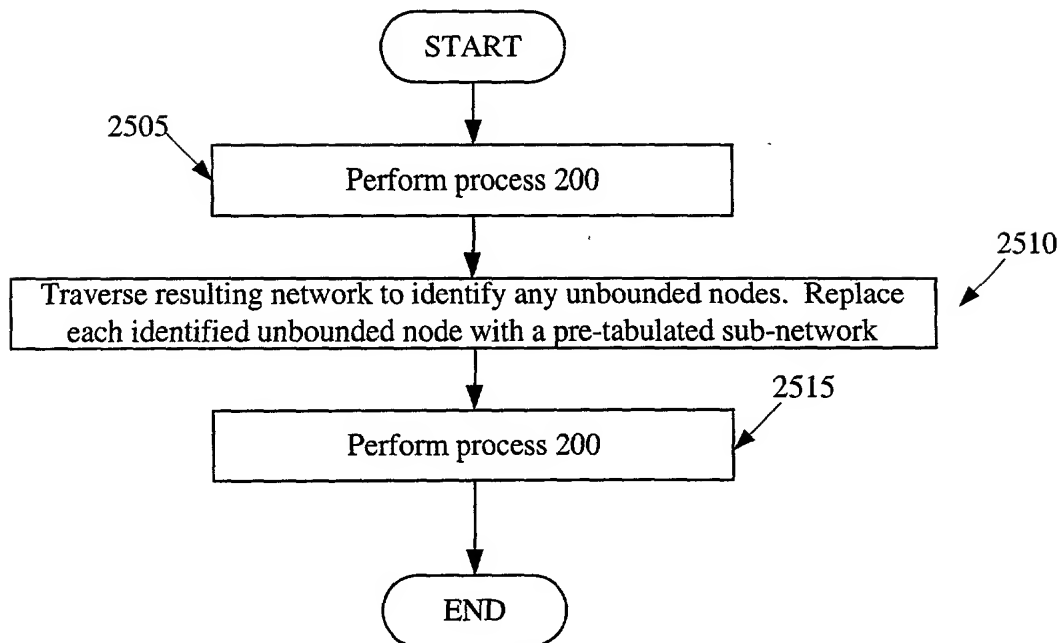 START
2505
Perform process 200
2510
Traverse resulting network to identify any unbounded nodes.  Replace
each identified unbounded node with a pre-tabulated sub-network
2515
Perform process 200
END